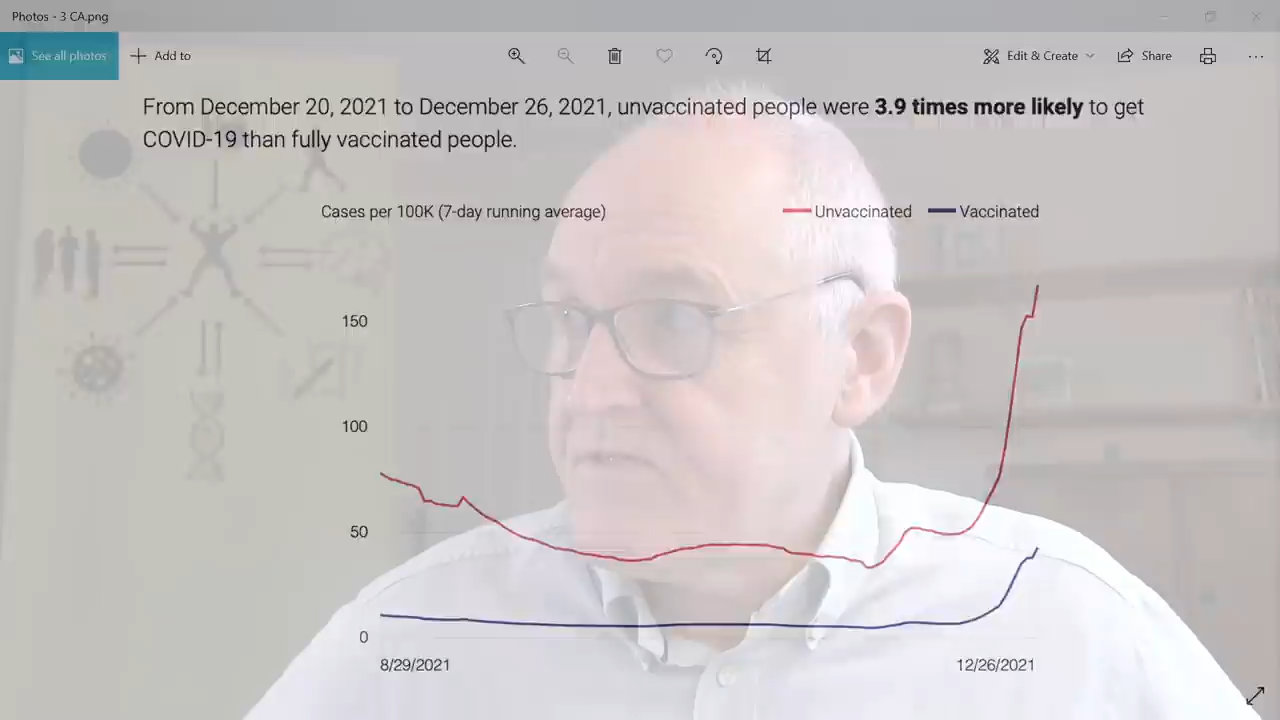 Photos - 3 CA.png
See all photos
Add to
Edit & Create
Share
From December 20, 2021 to December 26, 2021, unvaccinated people were 3.9 times more likely to get
COVID-19 than fully vaccinated people.
Cases per 100K (7-day running average)
Unvaccinated
Vaccinated
150
100
50
0
8/29/2021
12/26/2021